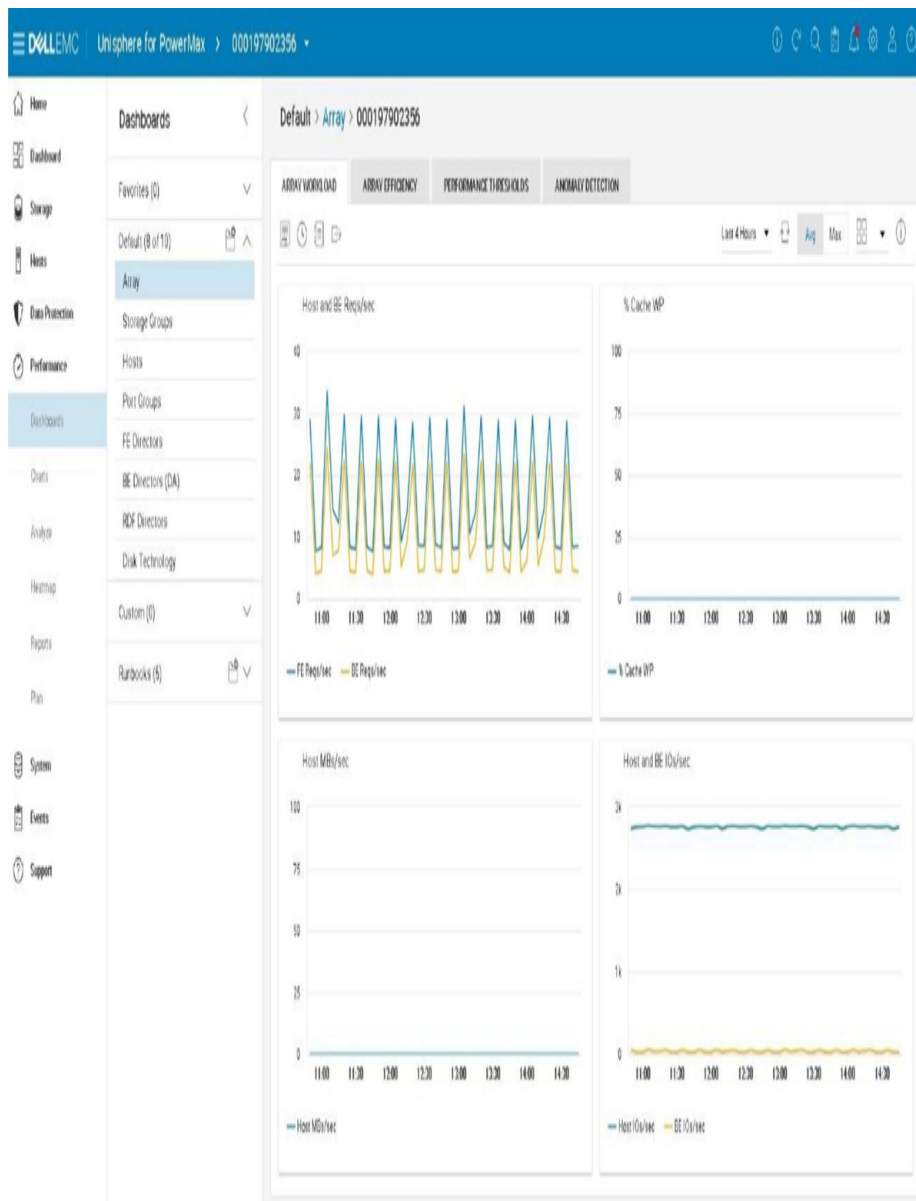 DELLEMC Unisphere for PowerMax > 000197902356
Home
Dashboard
Storage
Hosts
Data Protection
Performance
Dashboards
Charts
Analyze
Heatmap
Reports
Plan
System
Events
Support
Dashboards
Favorites (0)
Default (8 of 10)
Array
Storage Groups
Hosts
Port Groups
FE Directors
BE Directors (DA)
RDF Directors
Disk Technology
Custom (0)
Runbooks (6)
Default > Array > 000197902356
ARRAY WORKLOAD ARRAY EFFICIENCY PERFORMANCE THRESHOLDS ANOMALY DETECTION
Last 4 Hours Avg Max
Host and BE Reqs/sec
40
30
20
10
0
11:00 11:30 12:00 12:30 13:00 13:30 14:00 14:30
FE Reqs/sec BE Reqs/sec
% Cache WP
100
75
50
25
0
11:00 11:30 12:00 12:30 13:00 13:30 14:00 14:30
% Cache WP
Host MBs/sec
100
75
50
25
0
11:00 11:30 12:00 12:30 13:00 13:30 14:00 14:30
Host MBs/sec
Host and BE IOs/sec
3k
2k
1k
0
11:00 11:30 12:00 12:30 13:00 13:30 14:00 14:30
Host IOs/sec BE IOs/sec